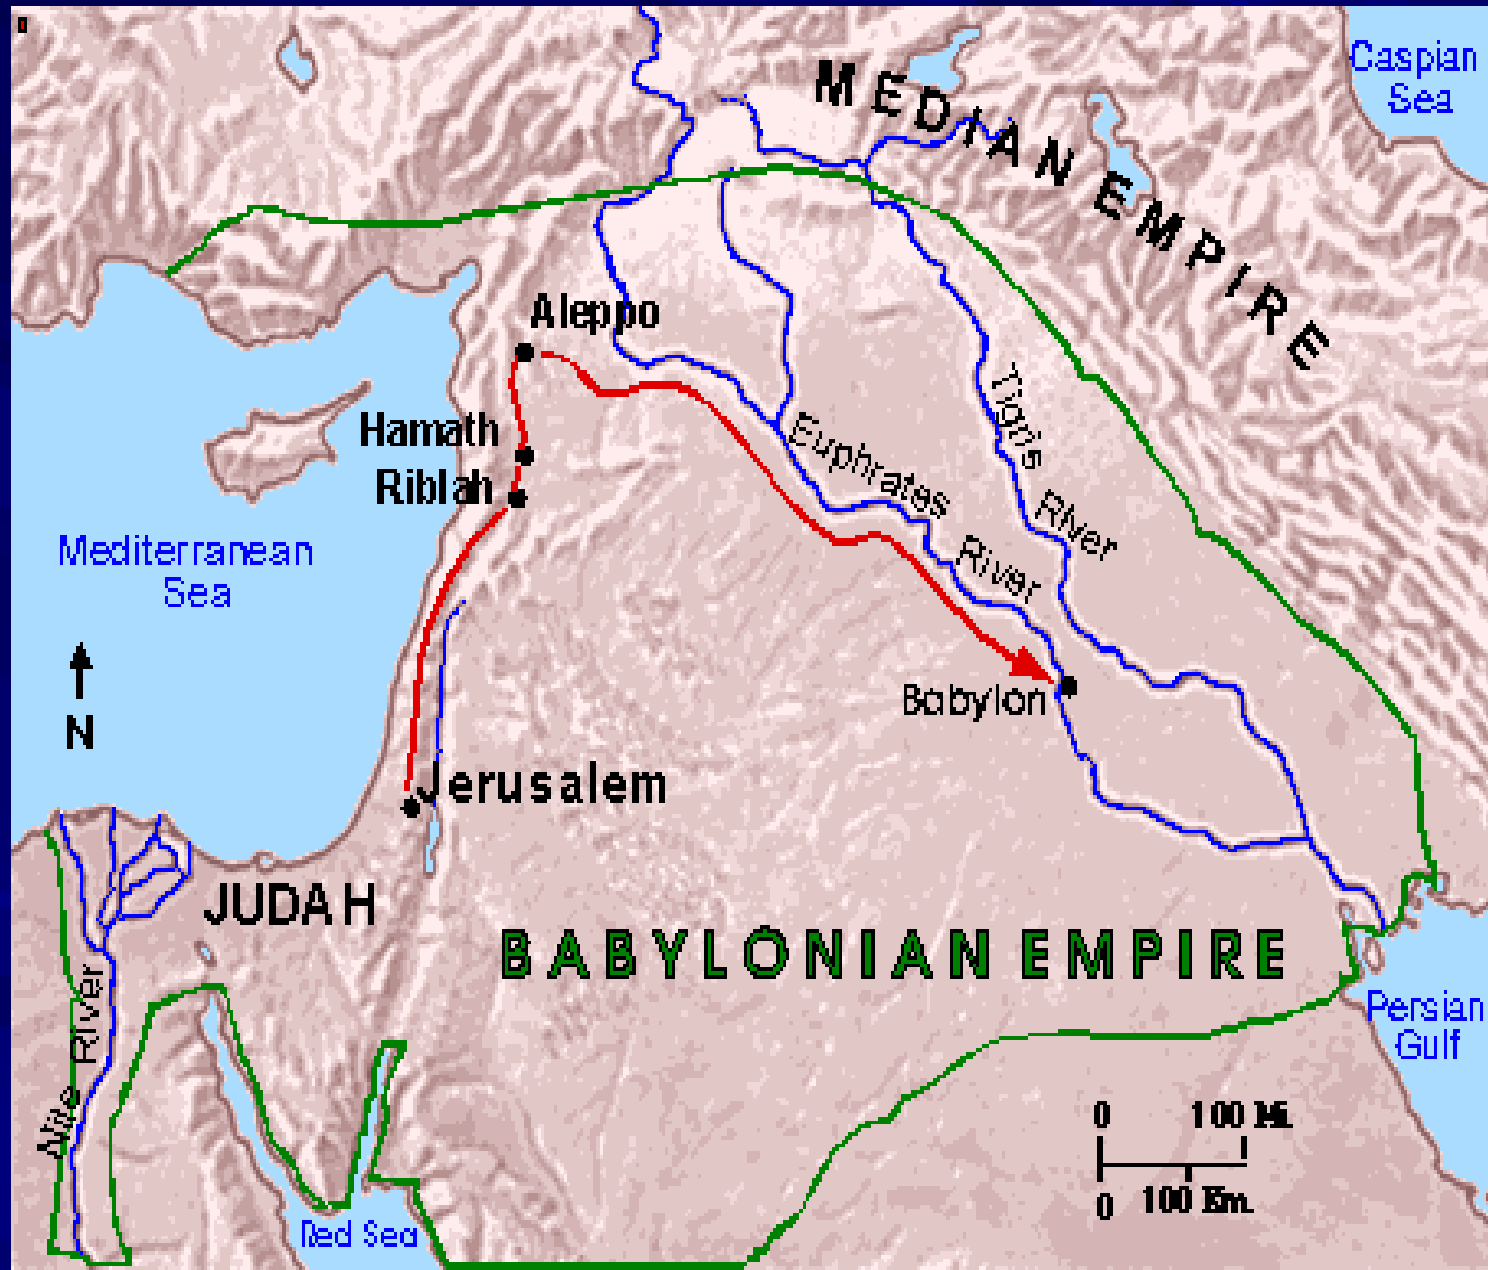 Caspian
Sea
MEDIAN EMPIRE
Aleppo
Hamath
Riblah
Tigris River
Euphrates River
Mediterranean
Sea
N
Babylon
Jerusalem
JUDAH
BABYLONIAN EMPIRE
Nile River
Persian
Gulf
Red Sea
0 100 Mi.
0 100 Km.